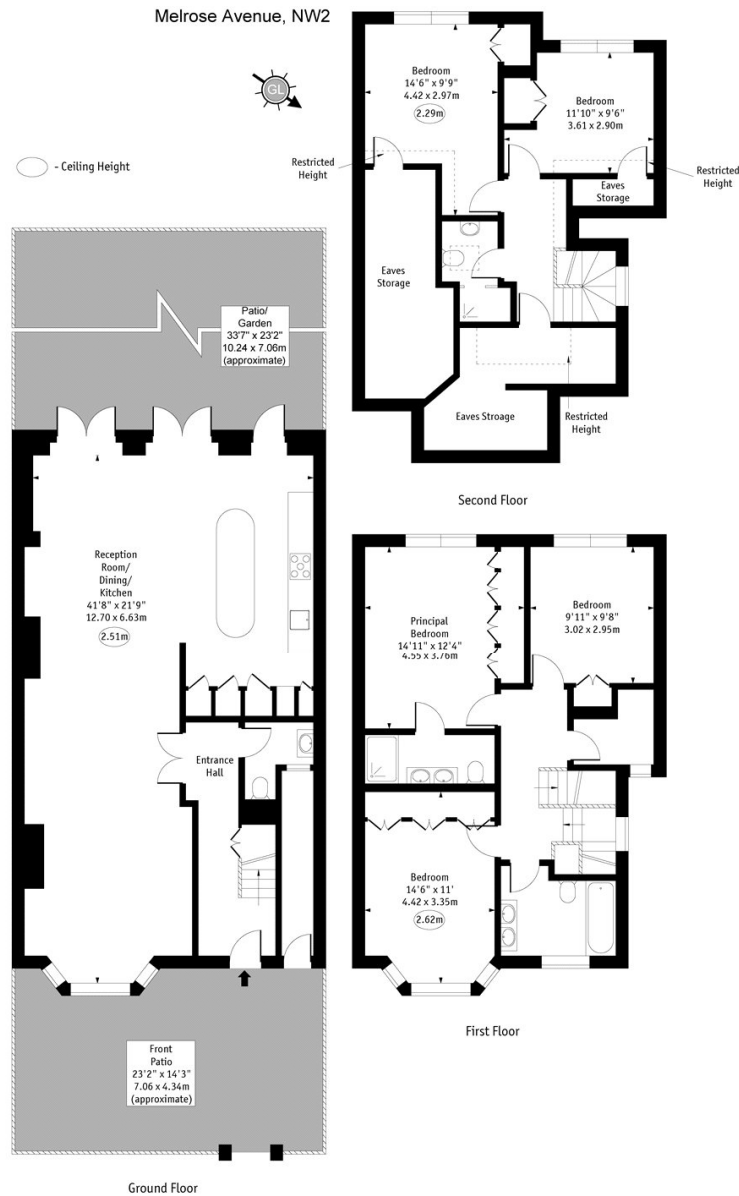 Melrose Avenue, NW2
GL
- Ceiling Height
Bedroom
14'6" x 9'9"
4.42 x 2.97m
2.29m
Bedroom
11'10" x 9'6"
3.61 x 2.90m
Restricted
Height
Restricted
Height
Eaves
Storage
Eaves
Storage
Eaves Stroage
Restricted
Height
Second Floor
Patio/
Garden
33'7" x 23'2"
10.24 x 7.06m
(approximate)
Reception
Room/
Dining/
Kitchen
41'8" x 21'9"
12.70 x 6.63m
2.51m
Entrance
Hall
Front
Patio
23'2" x 14'3"
7.06 x 4.34m
(approximate)
Ground Floor
Principal
Bedroom
14'11" x 12'4"
4.55 x 3.76m
Bedroom
9'11" x 9'8"
3.02 x 2.95m
Bedroom
14'6" x 11'
4.42 x 3.35m
2.62m
First Floor